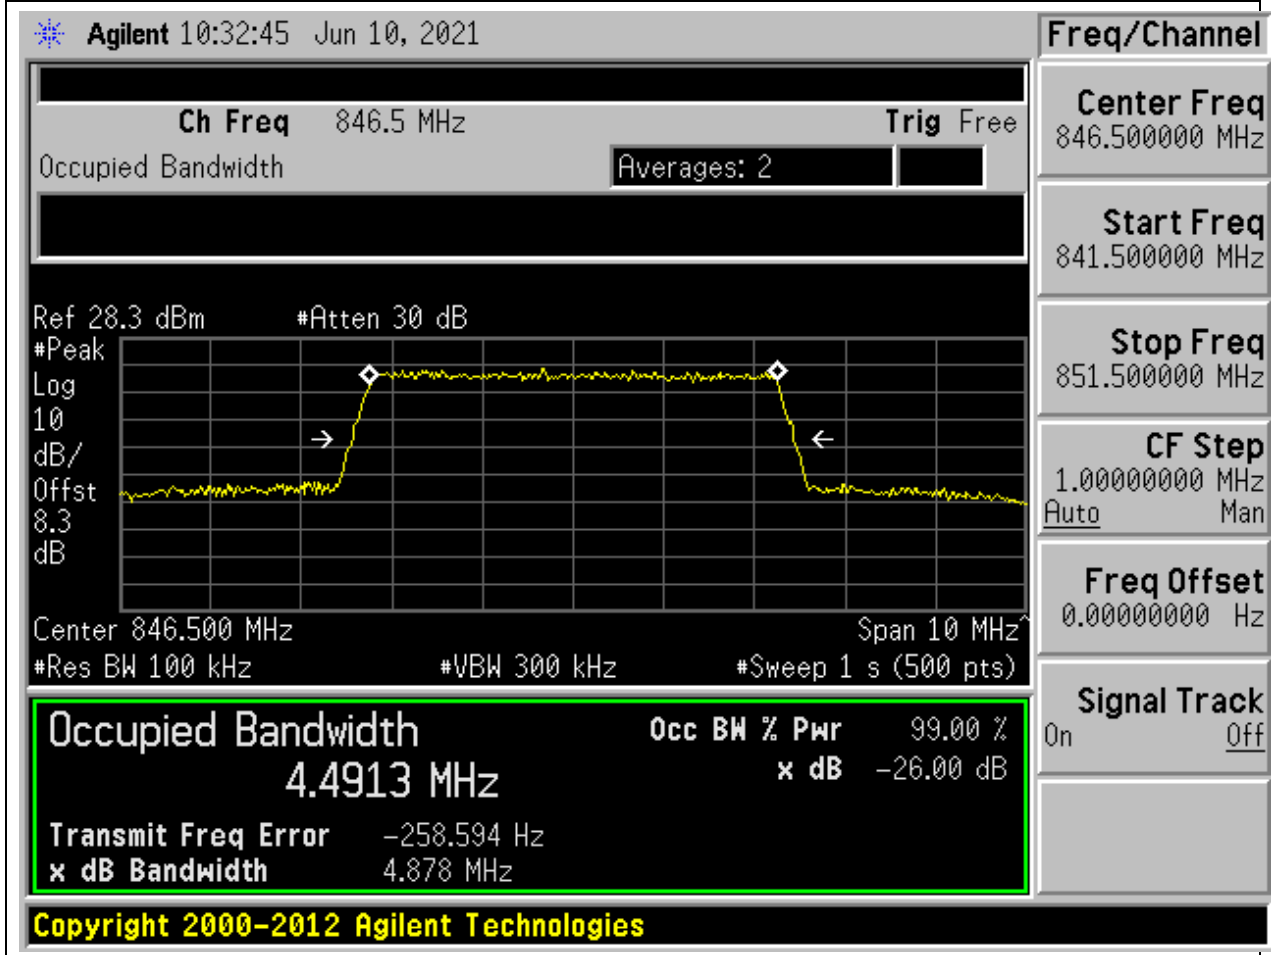 Agilent 10:32:45 Jun 10, 2021
Freq/Channel
Ch Freq 846.5 MHz Trig Free
Occupied Bandwidth Averages: 2
Center Freq
846.500000 MHz
Start Freq
841.500000 MHz
Stop Freq
851.500000 MHz
CF Step
1.00000000 MHz
Auto Man
Freq Offset
0.00000000 Hz
Signal Track
On Off
Ref 28.3 dBm #Atten 30 dB
#Peak
Log
10
dB/
Offst
8.3
dB
Center 846.500 MHz Span 10 MHz^
#Res BW 100 kHz #VBW 300 kHz #Sweep 1 s (500 pts)
Occupied Bandwidth Occ BW % Pwr 99.00 %
4.4913 MHz x dB -26.00 dB
Transmit Freq Error -258.594 Hz
x dB Bandwidth 4.878 MHz
Copyright 2000-2012 Agilent Technologies